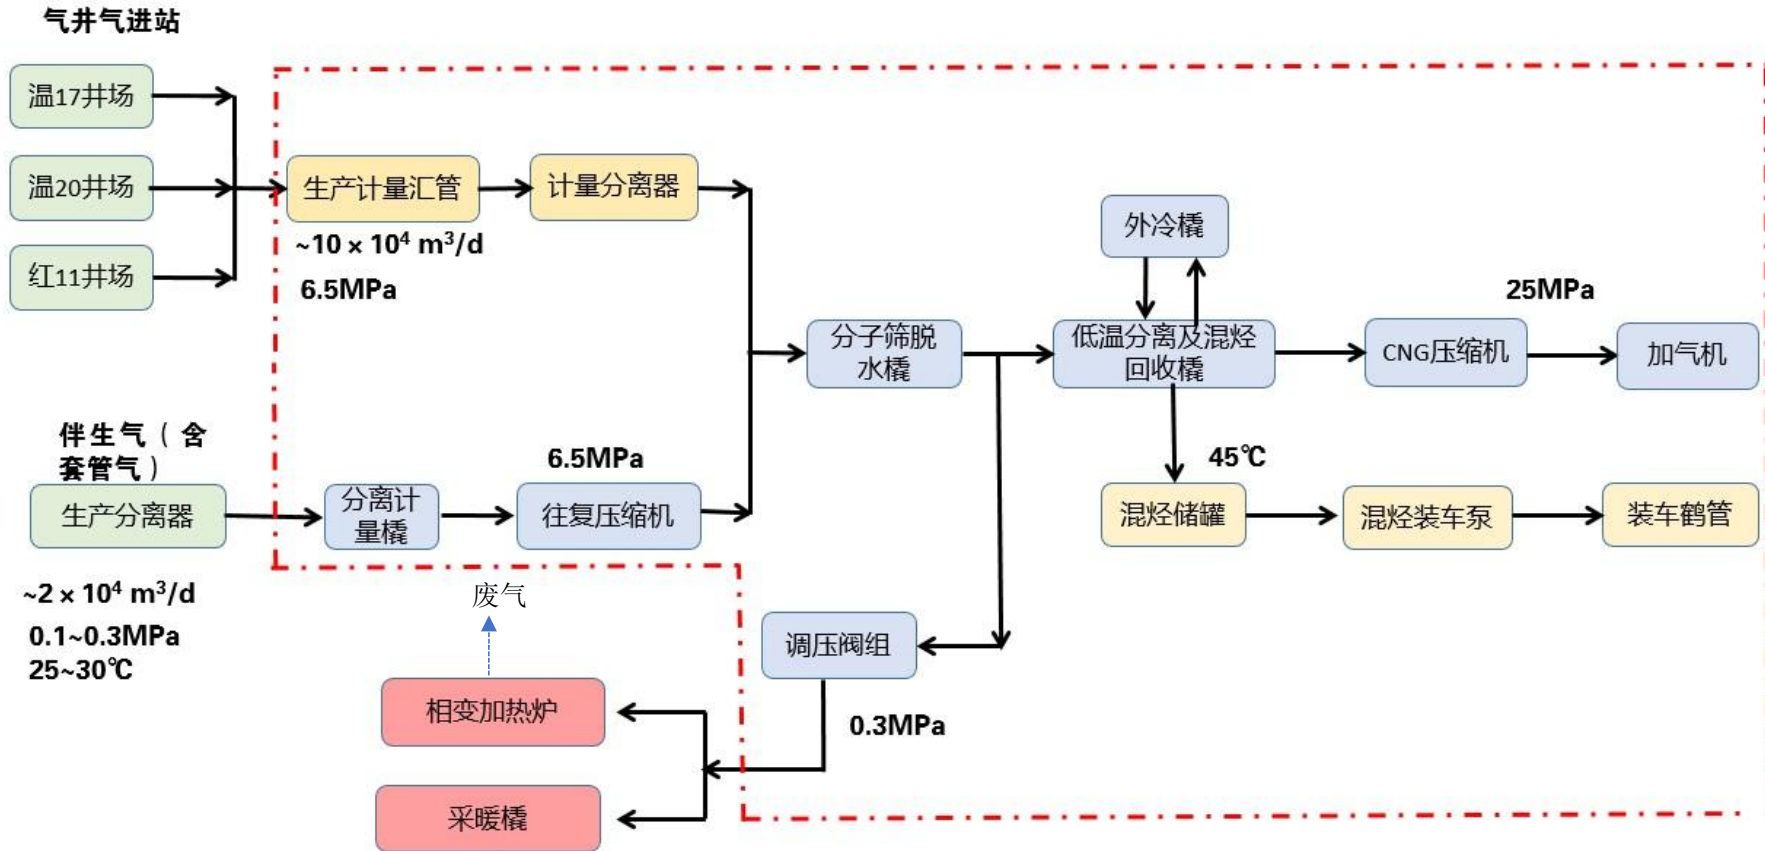 气井气进站
温17井场
温20井场
红11井场
生产计量汇管
计量分离器
~10 × 10⁴ m³/d
6.5MPa
外冷橇
25MPa
分子筛脱
水橇
低温分离及混烃
回收橇
CNG压缩机
加气机
伴生气（含
套管气）
生产分离器
分离计
量橇
6.5MPa
往复压缩机
45℃
混烃储罐
混烃装车泵
装车鹤管
~2 × 10⁴ m³/d
0.1~0.3MPa
25~30℃
废气
调压阀组
相变加热炉
0.3MPa
采暖橇